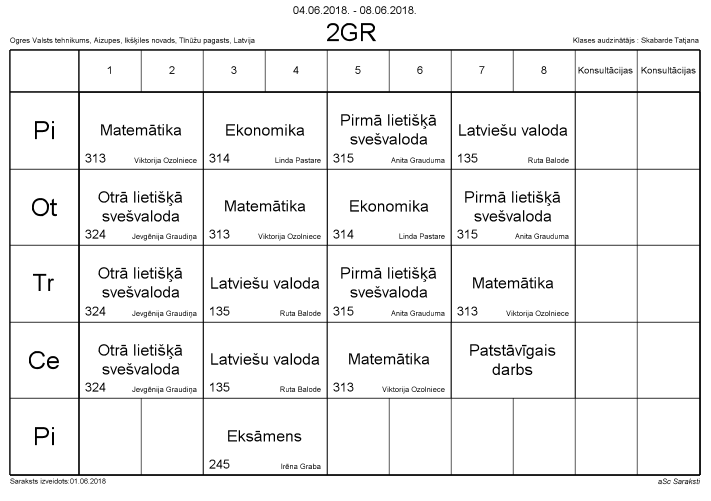 04.06.2018. - 08.06.2018.
2GR
Ogres Valsts tehnikums, Aizupes, Ikšķiles novads, Tīnūžu pagasts, Latvija
Klases audzinātājs : Skabarde Tatjana
1 2 3 4 5 6 7 8 Konsultācijas Konsultācijas
Pi
Matemātika
313 Viktorija Ozolniece
Ekonomika
314 Linda Pastare
Pirmā lietišķā
svešvaloda
315 Anita Grauduma
Latviešu valoda
135 Ruta Balode
Ot
Otrā lietišķā
svešvaloda
324 Jevgēnija Graudiņa
Matemātika
313 Viktorija Ozolniece
Ekonomika
314 Linda Pastare
Pirmā lietišķā
svešvaloda
315 Anita Grauduma
Tr
Otrā lietišķā
svešvaloda
324 Jevgēnija Graudiņa
Latviešu valoda
135 Ruta Balode
Pirmā lietišķā
svešvaloda
315 Anita Grauduma
Matemātika
313 Viktorija Ozolniece
Ce
Otrā lietišķā
svešvaloda
324 Jevgēnija Graudiņa
Latviešu valoda
135 Ruta Balode
Matemātika
313 Viktorija Ozolniece
Patstāvīgais
darbs
Pi
Eksāmens
245 Irēna Graba
Saraksts izveidots:01.06.2018
aSc Saraksti